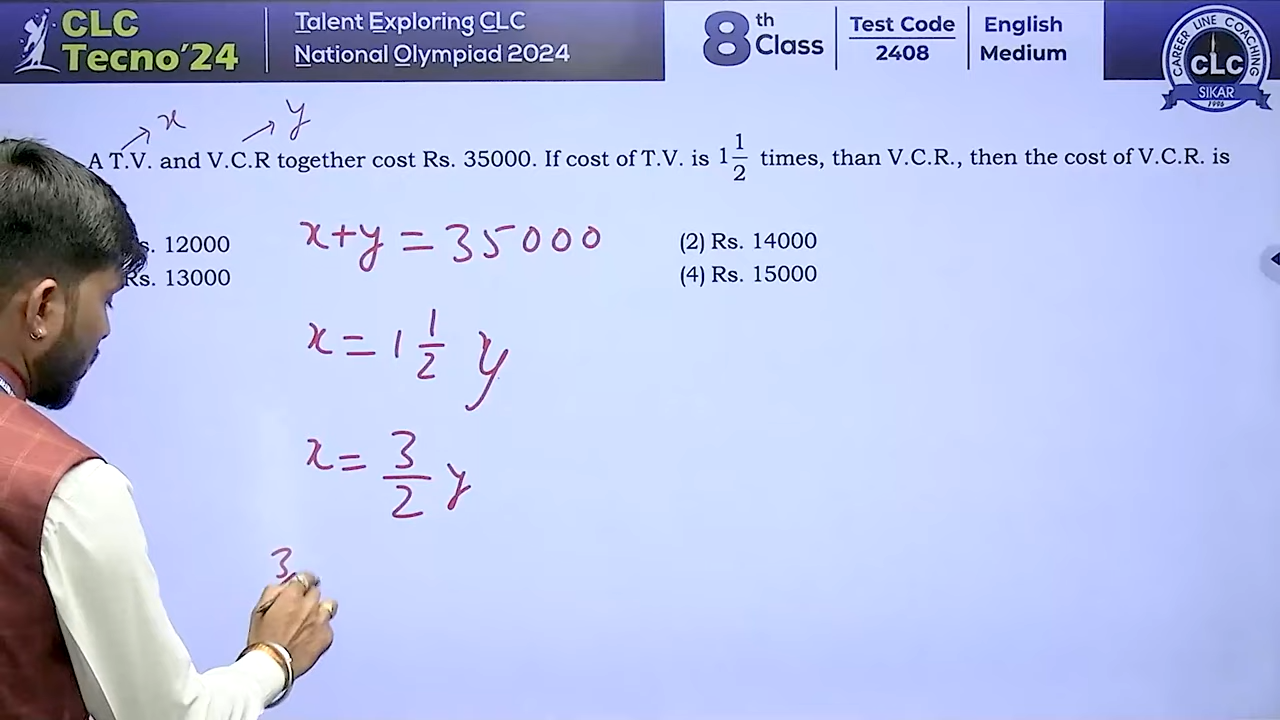 CLC
Tecno'24
Talent Exploring CLC
National Olympiad 2024
8th Class
Test Code
2408
English
Medium
CAREER LINE COACHING
CLC
SIKAR
1996
x
y
A T.V. and V.C.R together cost Rs. 35000. If cost of T.V. is 1 1/2 times, than V.C.R., then the cost of V.C.R. is
s. 12000
(2) Rs. 14000
Rs. 13000
(4) Rs. 15000
x+y=35000
x=1 1/2 y
x=3/2 y
3